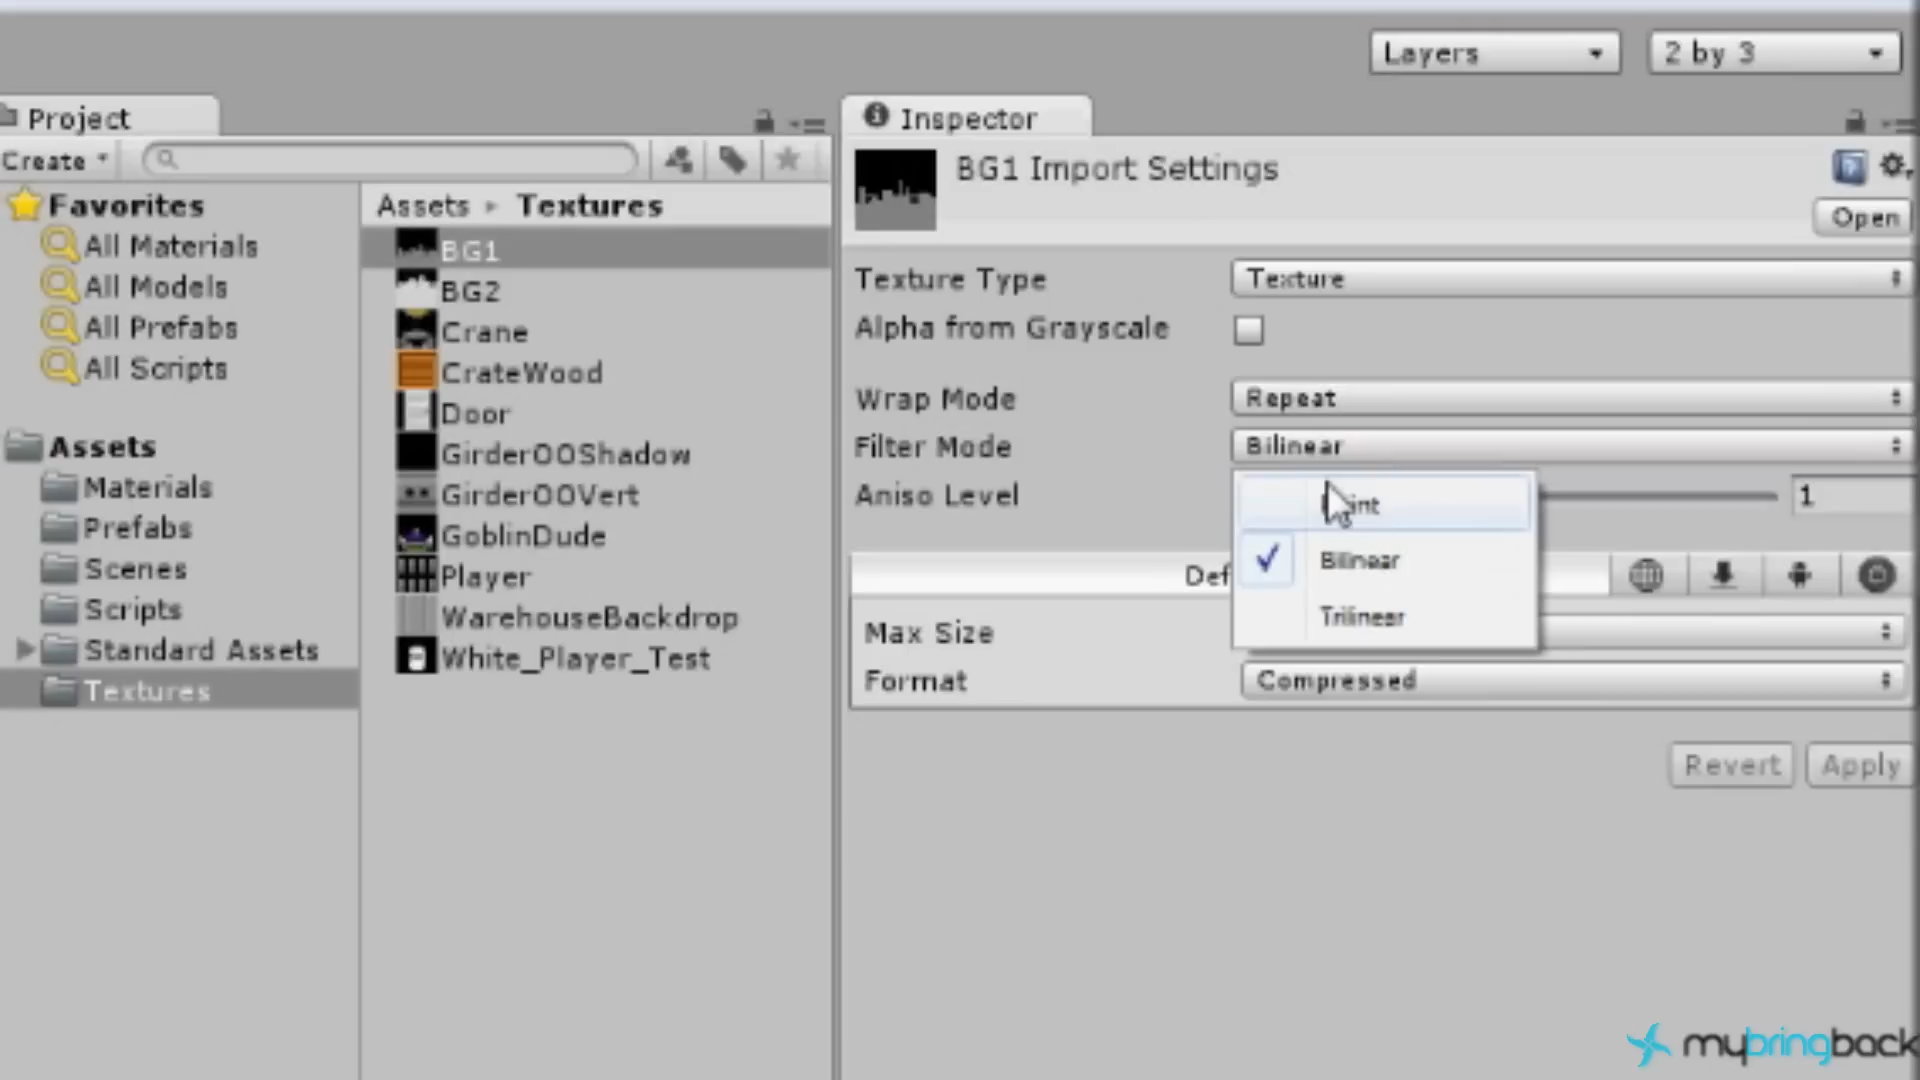 Layers
2 by 3
Project
Create
Favorites
All Materials
All Models
All Prefabs
All Scripts
Assets
Materials
Prefabs
Scenes
Scripts
Standard Assets
Textures
Assets Textures
BG1
BG2
Crane
CrateWood
Door
Girder00Shadow
Girder00Vert
GoblinDude
Player
WarehouseBackdrop
White_Player_Test
Inspector
BG1 Import Settings
Open
Texture Type Texture
Alpha from Grayscale
Wrap Mode Repeat
Filter Mode Bilinear
Aniso Level 1
Bilinear
Trilinear
Max Size
Format Compressed
Revert Apply
mybringback